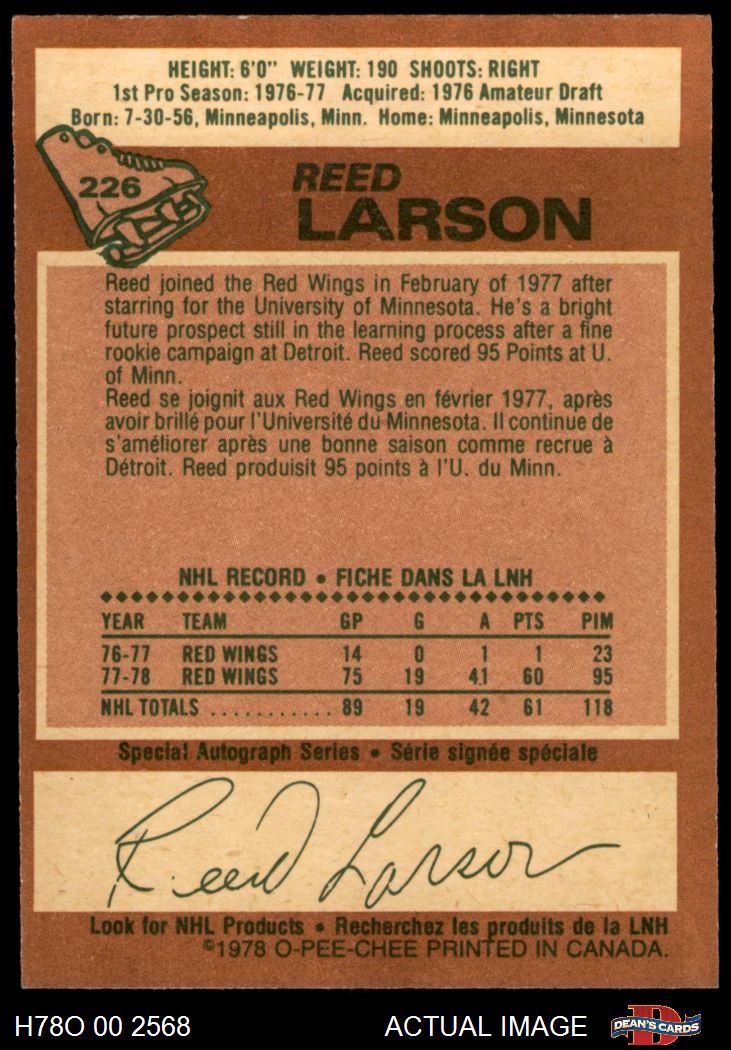 HEIGHT: 6'0" WEIGHT: 190 SHOOTS: RIGHT
1st Pro Season: 1976-77 Acquired: 1976 Amateur Draft
Born: 7-30-56, Minneapolis, Minn. Home: Minneapolis, Minnesota
226
REED
LARSON
Reed joined the Red Wings in February of 1977 after
starring for the University of Minnesota. He's a bright
future prospect still in the learning process after a fine
rookie campaign at Detroit. Reed scored 95 Points at U.
of Minn.
Reed se joignit aux Red Wings en février 1977, après
avoir brillé pour l'Université du Minnesota. Il continue de
s'améliorer après une bonne saison comme recrue à
Détroit. Reed produisit 95 points à l'U. du Minn.
NHL RECORD • FICHE DANS LA LNH
YEAR TEAM GP G A PTS PIM
76-77 RED WINGS 14 0 1 1 23
77-78 RED WINGS 75 19 41 60 95
NHL TOTALS ........... 89 19 42 61 118
Special Autograph Series • Série signée spéciale
Reed Larson
Look for NHL Products • Recherchez les produits de la LNH
©1978 O-PEE-CHEE PRINTED IN CANADA.
H78O 00 2568 ACTUAL IMAGE DEAN'S CARDS